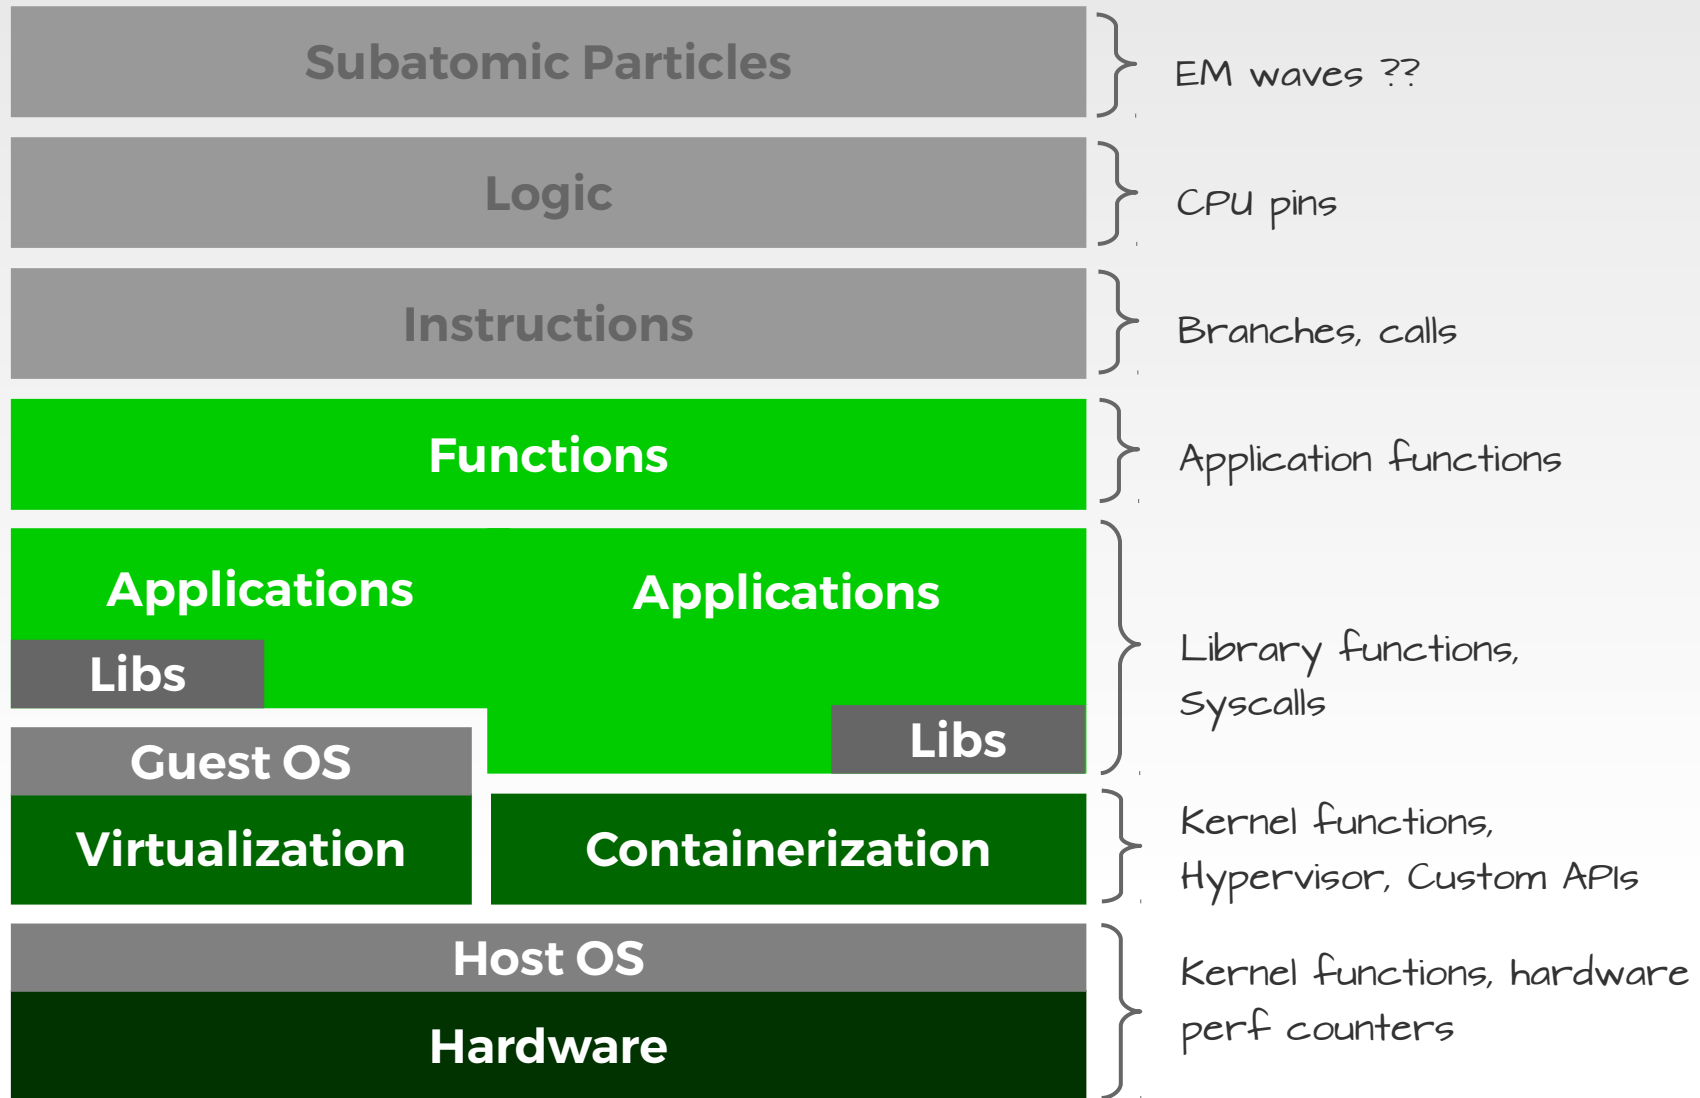 Subatomic Particles
EM waves ??
Logic
CPU pins
Instructions
Branches, calls
Functions
Application functions
Applications
Applications
Libs
Libs
Library functions,
Syscalls
Guest OS
Virtualization
Containerization
Kernel functions,
Hypervisor, Custom APIs
Host OS
Hardware
Kernel functions, hardware
perf counters